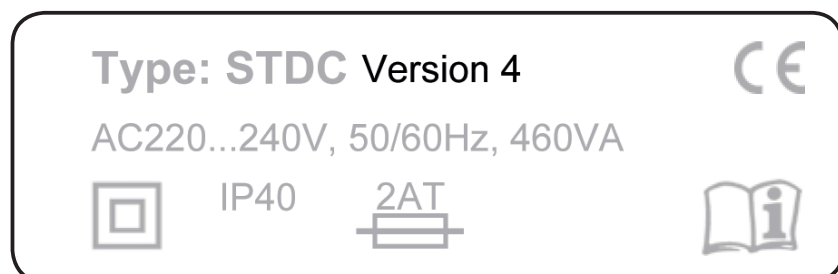 Type: STDC Version 4 CE
AC220...240V, 50/60Hz, 460VA
IP40 2AT i